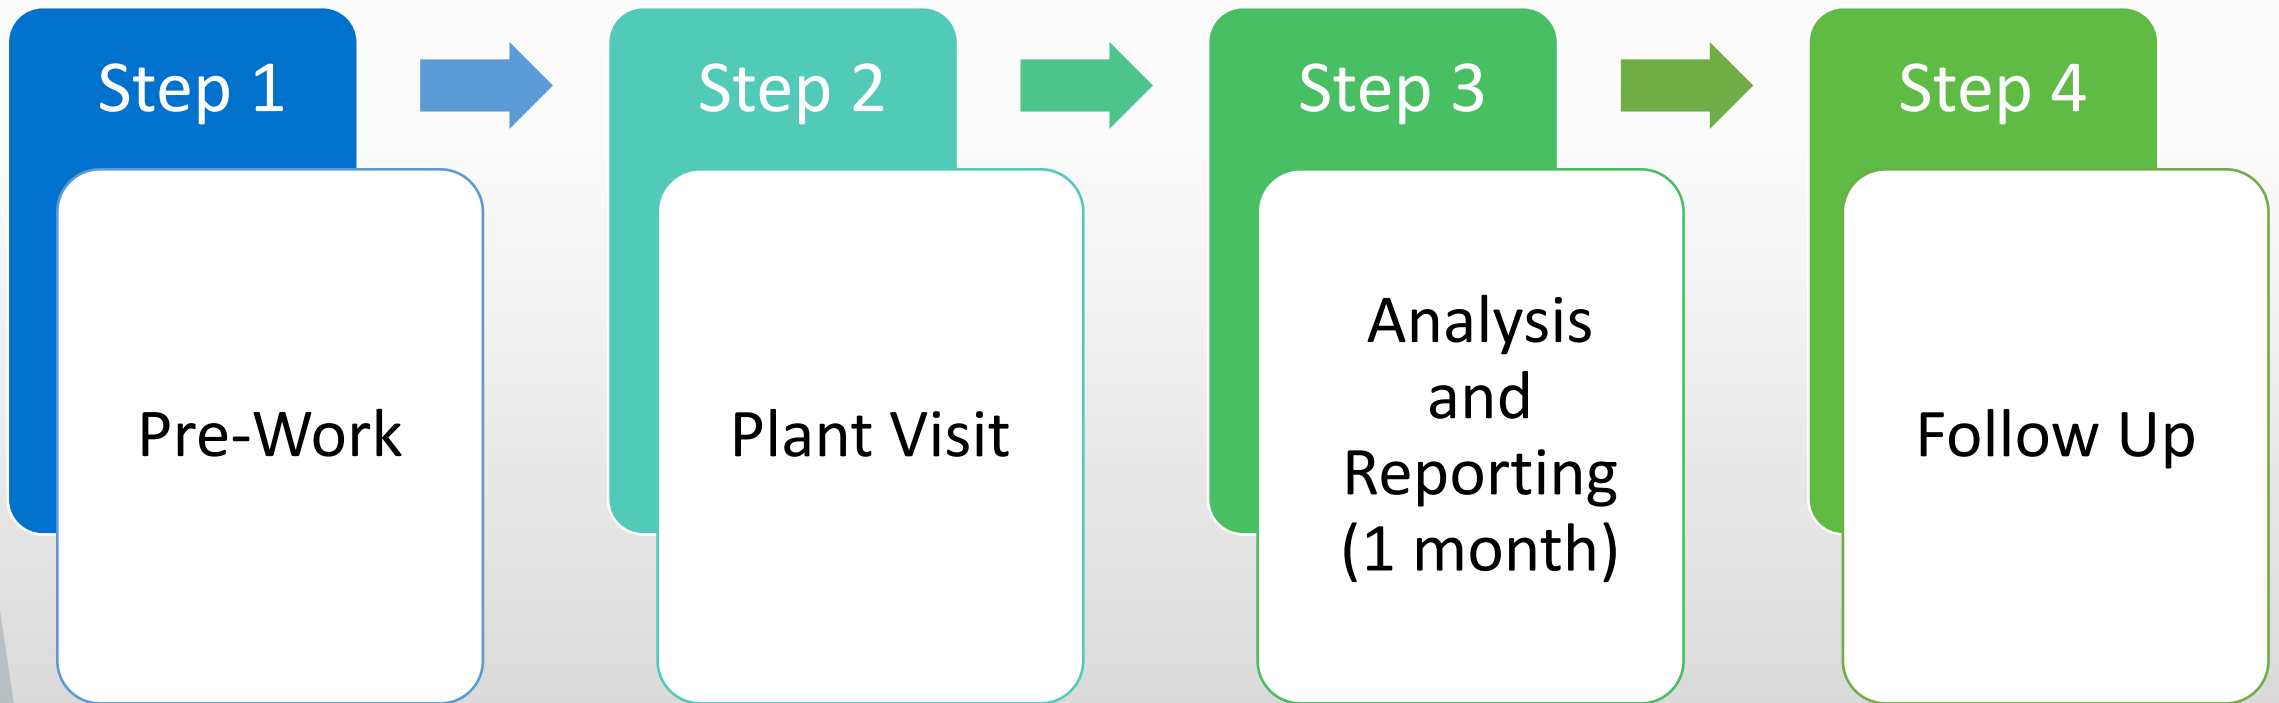 Step 1
Step 2
Step 3
Step 4
Pre-Work
Plant Visit
Analysis
and
Reporting
(1 month)
Follow Up